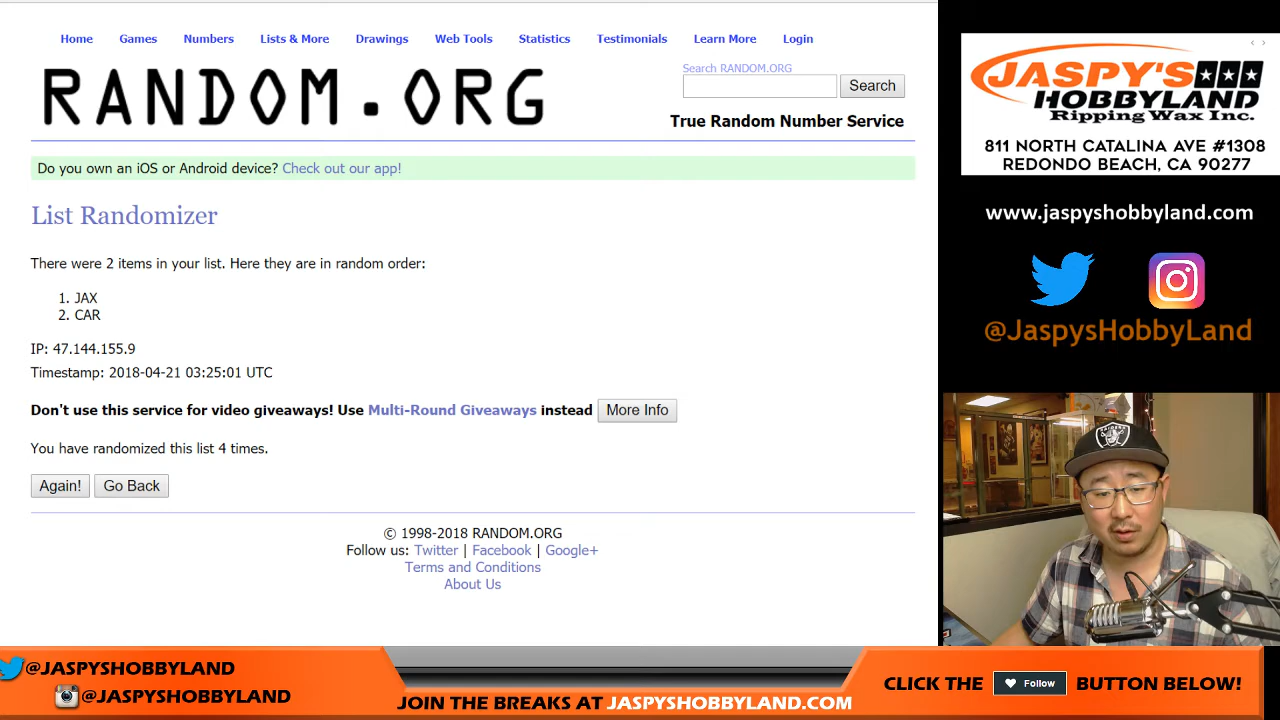 Home Games Numbers Lists & More Drawings Web Tools Statistics Testimonials Learn More Login
RANDOM.ORG
Search RANDOM.ORG
Search
True Random Number Service
Do you own an iOS or Android device? Check out our app!
List Randomizer
There were 2 items in your list. Here they are in random order:
1. JAX
2. CAR
IP: 47.144.155.9
Timestamp: 2018-04-21 03:25:01 UTC
Don't use this service for video giveaways! Use Multi-Round Giveaways instead More Info
You have randomized this list 4 times.
Again! Go Back
© 1998-2018 RANDOM.ORG
Follow us: Twitter | Facebook | Google+
Terms and Conditions
About Us
JASPY'S
HOBBYLAND
Ripping Wax Inc.
811 NORTH CATALINA AVE #1308
REDONDO BEACH, CA 90277
www.jaspyshobbyland.com
@JaspysHobbyLand
RAIDERS
@JASPYSHOBBYLAND
@JASPYSHOBBYLAND
JOIN THE BREAKS AT JASPYSHOBBYLAND.COM
CLICK THE Follow BUTTON BELOW!